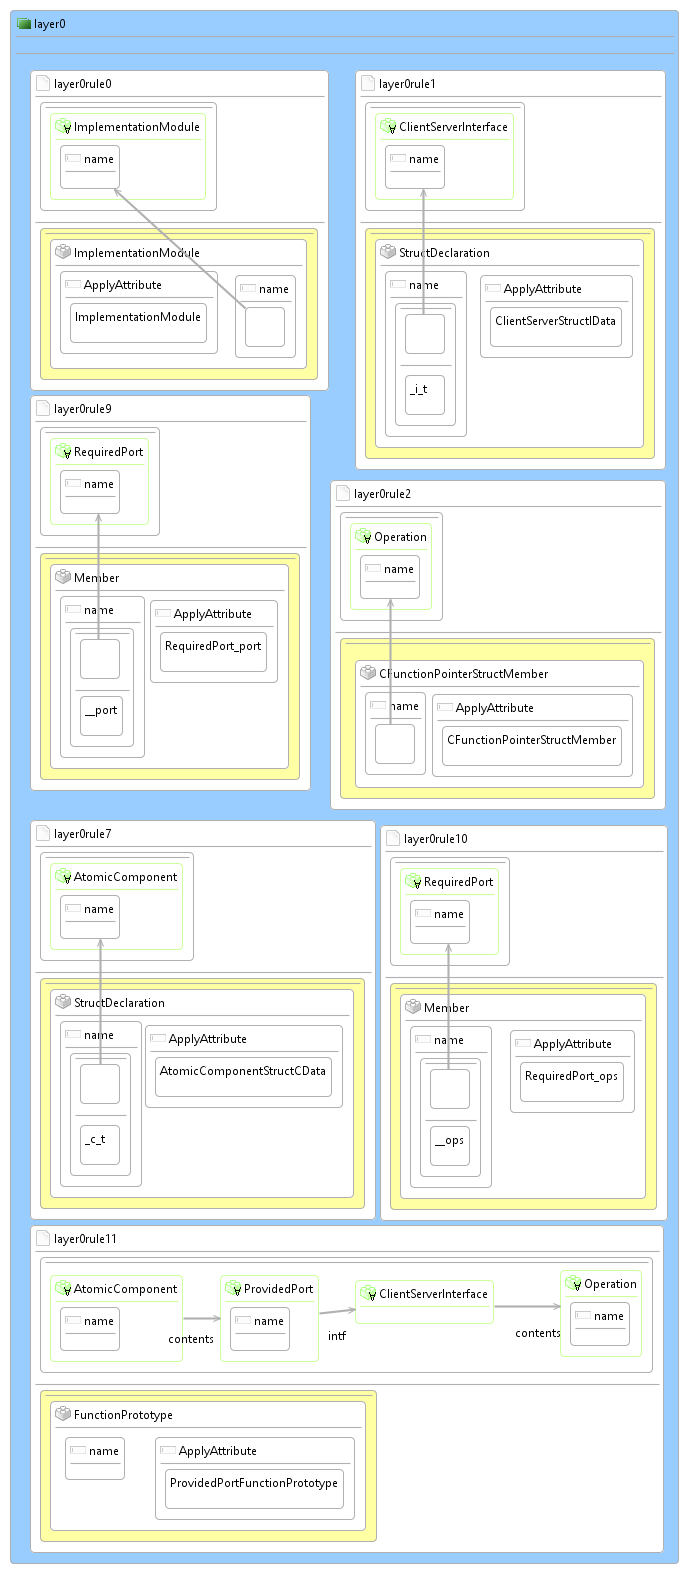 layer0
layer0rule0
ImplementationModule
name
ImplementationModule
ApplyAttribute
ImplementationModule
name
layer0rule1
ClientServerInterface
name
StructDeclaration
name
_i_t
ApplyAttribute
ClientServerStructIData
layer0rule9
RequiredPort
name
Member
name
__port
ApplyAttribute
RequiredPort_port
layer0rule2
Operation
name
CFunctionPointerStructMember
name
ApplyAttribute
CFunctionPointerStructMember
layer0rule7
AtomicComponent
name
StructDeclaration
name
_c_t
ApplyAttribute
AtomicComponentStructCData
layer0rule10
RequiredPort
name
Member
name
__ops
ApplyAttribute
RequiredPort_ops
layer0rule11
AtomicComponent
name
contents
ProvidedPort
name
intf
ClientServerInterface
contents
Operation
name
FunctionPrototype
name
ApplyAttribute
ProvidedPortFunctionPrototype